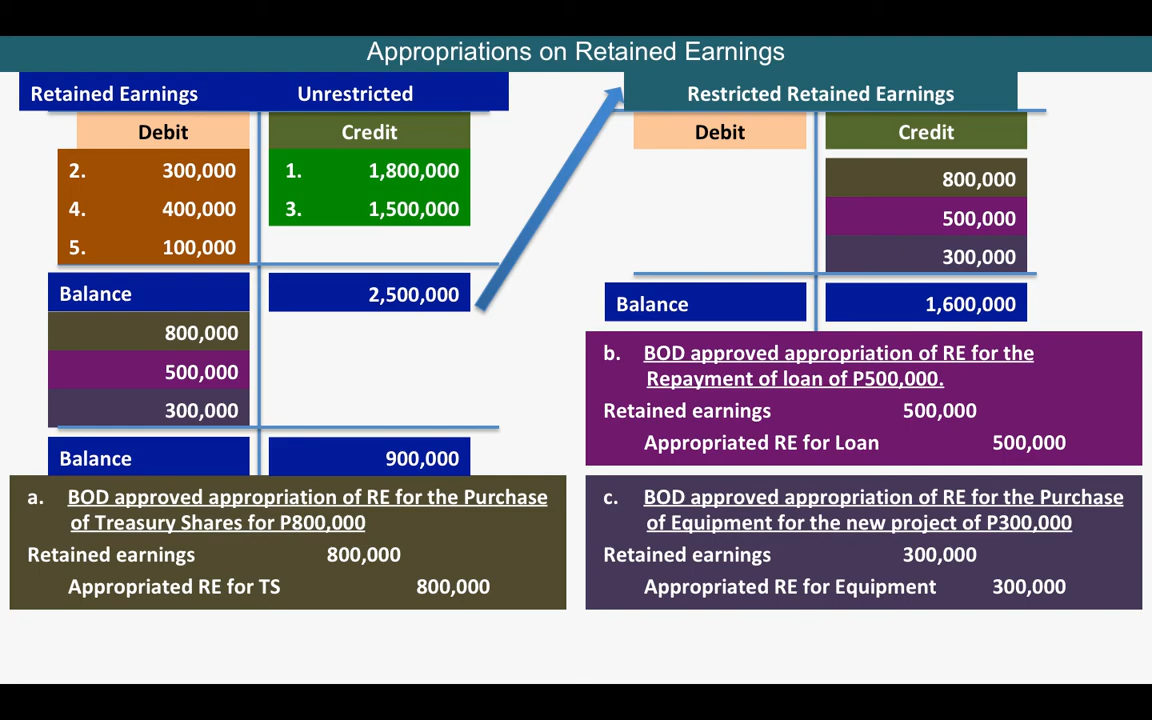 Appropriations on Retained Earnings
Retained Earnings Unrestricted
Debit Credit
2. 300,000 1. 1,800,000
4. 400,000 3. 1,500,000
5. 100,000
Balance 2,500,000
800,000
500,000
300,000
Balance 900,000
Restricted Retained Earnings
Debit Credit
800,000
500,000
300,000
Balance 1,600,000
a. BOD approved appropriation of RE for the Purchase
of Treasury Shares for P800,000
Retained earnings 800,000
Appropriated RE for TS 800,000
b. BOD approved appropriation of RE for the
Repayment of loan of P500,000.
Retained earnings 500,000
Appropriated RE for Loan 500,000
c. BOD approved appropriation of RE for the Purchase
of Equipment for the new project of P300,000
Retained earnings 300,000
Appropriated RE for Equipment 300,000